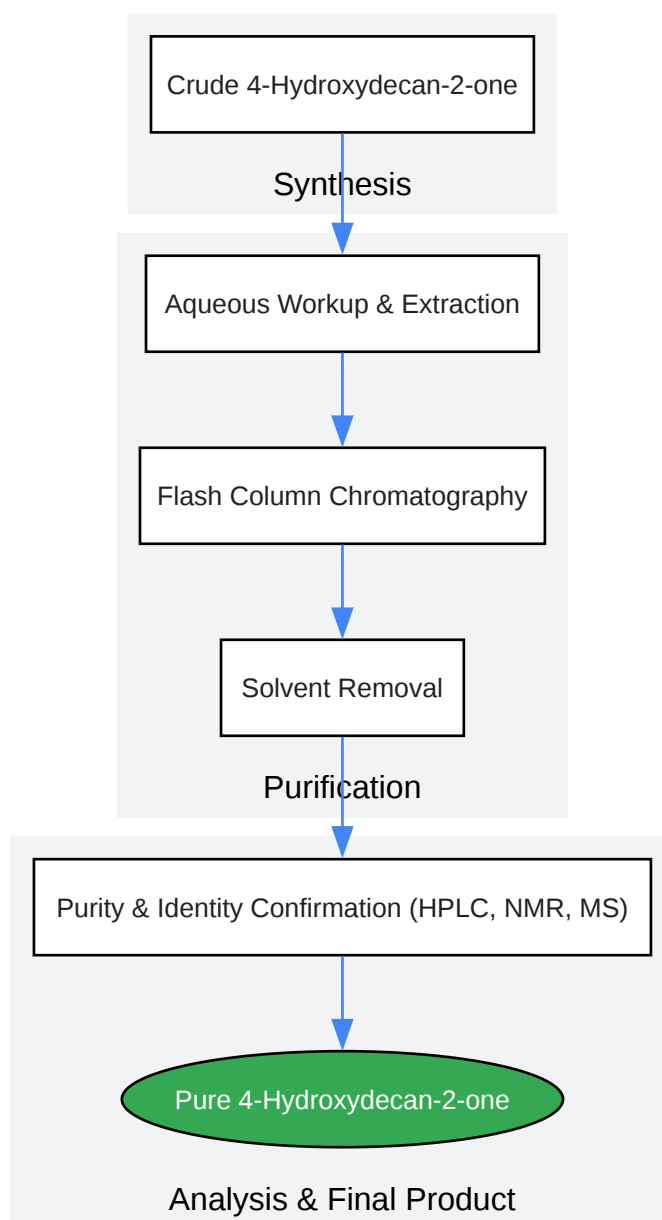 Crude 4-Hydroxydecan-2-one
Synthesis
Aqueous Workup & Extraction
Flash Column Chromatography
Solvent Removal
Purification
Purity & Identity Confirmation (HPLC, NMR, MS)
Pure 4-Hydroxydecan-2-one
Analysis & Final Product